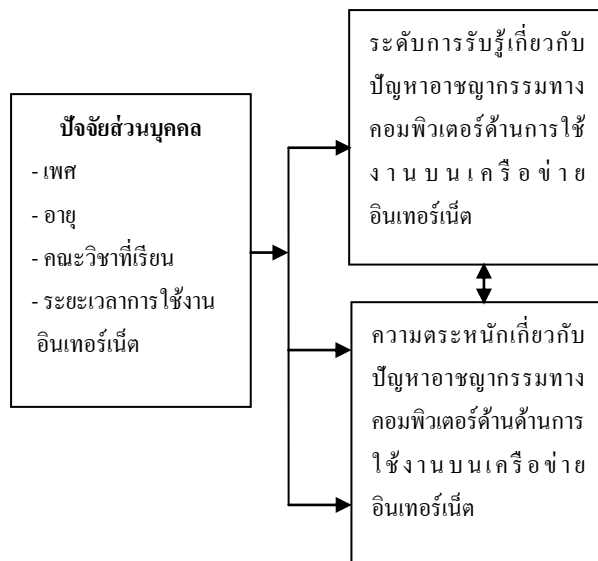 ปัจจัยส่วนบุคคล
- เพศ
- อายุ
- คณะวิชาที่เรียน
- ระยะเวลาการใช้งาน
อินเทอร์เน็ต
ระดับการรับรู้เกี่ยวกับ
ปัญหาอาชญากรรมทาง
คอมพิวเตอร์ด้านการใช้
งานบนเครือข่าย
อินเทอร์เน็ต
ความตระหนักเกี่ยวกับ
ปัญหาอาชญากรรมทาง
คอมพิวเตอร์ด้านด้านการ
ใช้งานบนเครือข่าย
อินเทอร์เน็ต